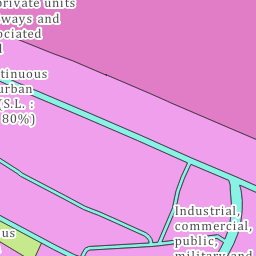 private units
ways and
ociated
tinuous
urban
(S.L. :
80%)
Industrial,
commercial,
public,
military and
us